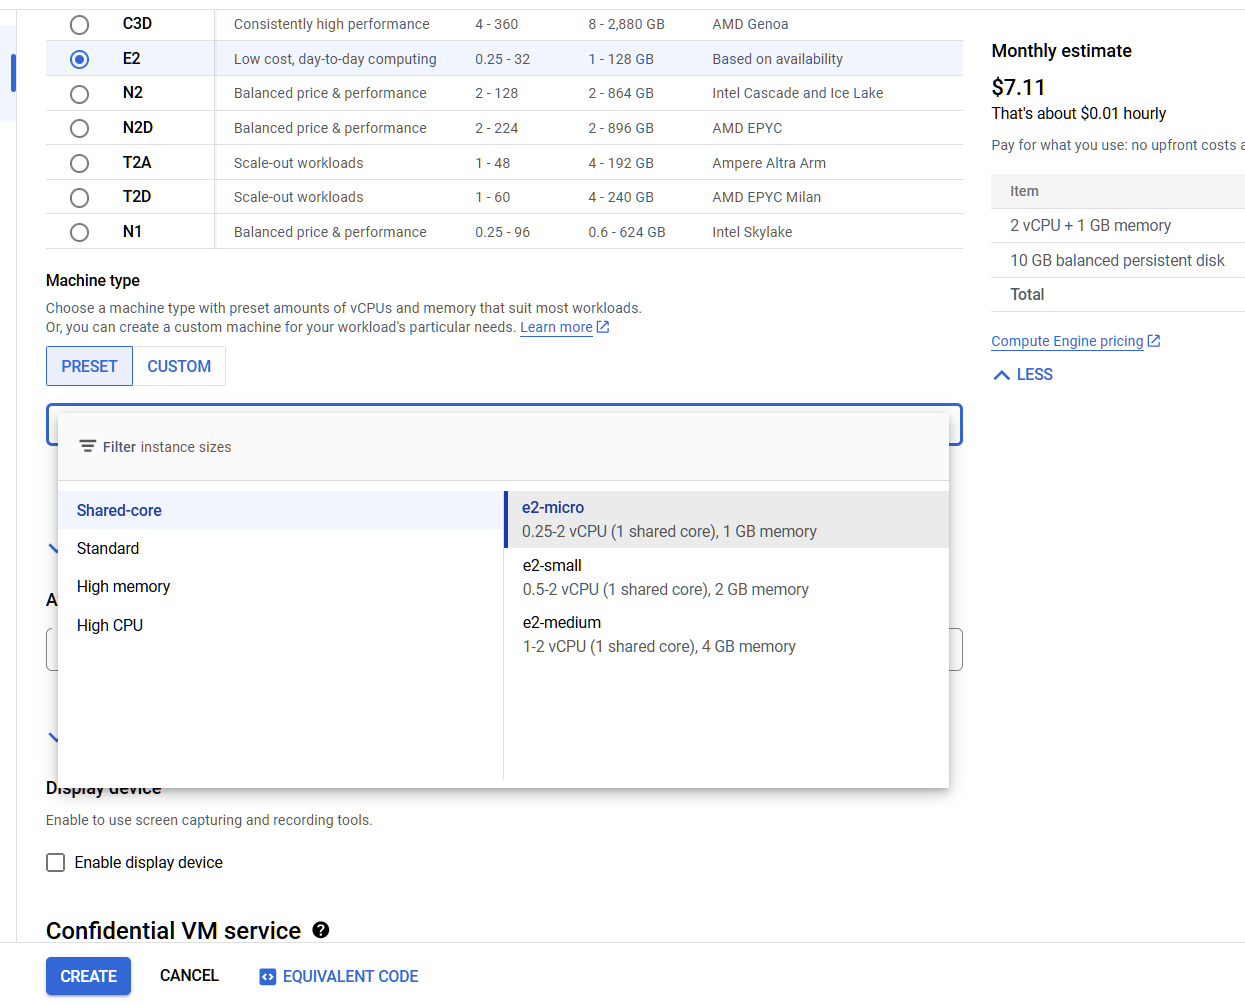 C3D Consistently high performance 4 - 360 8 - 2,880 GB AMD Genoa
E2 Low cost, day-to-day computing 0.25 - 32 1 - 128 GB Based on availability
N2 Balanced price & performance 2 - 128 2 - 864 GB Intel Cascade and Ice Lake
N2D Balanced price & performance 2 - 224 2 - 896 GB AMD EPYC
T2A Scale-out workloads 1 - 48 4 - 192 GB Ampere Altra Arm
T2D Scale-out workloads 1 - 60 4 - 240 GB AMD EPYC Milan
N1 Balanced price & performance 0.25 - 96 0.6 - 624 GB Intel Skylake
Machine type
Choose a machine type with preset amounts of vCPUs and memory that suit most workloads.
Or, you can create a custom machine for your workload's particular needs. Learn more
PRESET CUSTOM
Filter instance sizes
Shared-core
Standard
High memory
High CPU
e2-micro
0.25-2 vCPU (1 shared core), 1 GB memory
e2-small
0.5-2 vCPU (1 shared core), 2 GB memory
e2-medium
1-2 vCPU (1 shared core), 4 GB memory
Display device
Enable to use screen capturing and recording tools.
Enable display device
Confidential VM service ?
CREATE CANCEL EQUIVALENT CODE
Monthly estimate
$7.11
That's about $0.01 hourly
Pay for what you use: no upfront costs a
Item
2 vCPU + 1 GB memory
10 GB balanced persistent disk
Total
Compute Engine pricing
LESS